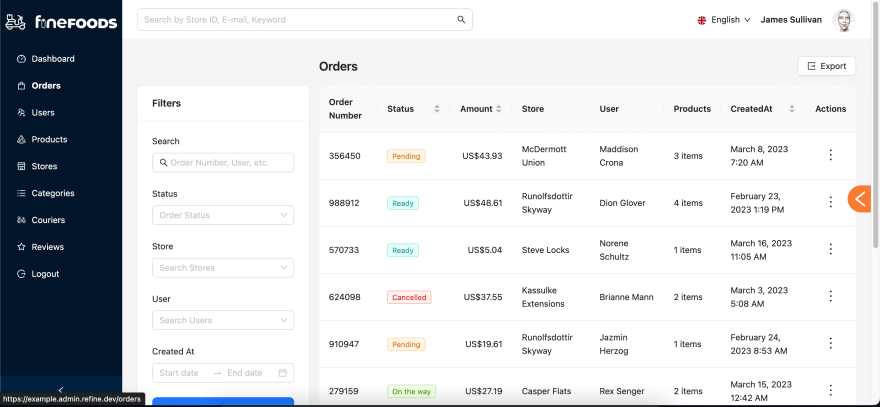 finefoods
Search by Store ID, E-mail, Keyword
English
James Sullivan
Dashboard
Orders
Users
Products
Stores
Categories
Couriers
Reviews
Logout
https://example.admin.refine.dev/orders
Orders
Export
Filters
Search
Order Number, User, etc.
Status
Order Status
Store
Search Stores
User
Search Users
Created At
Start date → End date
Order Number Status Amount Store User Products CreatedAt Actions
356450 Pending US$43.93 McDermott Union Maddison Crona 3 items March 8, 2023 7:20 AM
988912 Ready US$48.61 Runolfsdottir Skyway Dion Glover 4 items February 23, 2023 1:19 PM
570733 Ready US$5.04 Steve Locks Norene Schultz 1 items March 16, 2023 11:05 AM
624098 Cancelled US$37.55 Kassulke Extensions Brianne Mann 2 items March 3, 2023 5:08 AM
910947 Pending US$19.61 Runolfsdottir Skyway Jazmin Herzog 1 items February 24, 2023 8:53 AM
279159 On the way US$27.19 Casper Flats Rex Senger 2 items March 15, 2023 12:42 AM